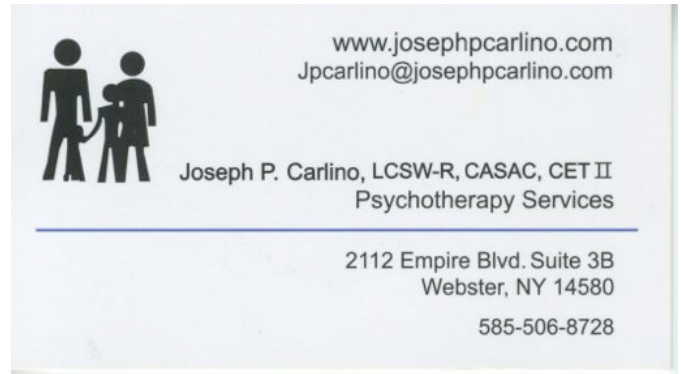 www.josephpcarlino.com
Jpcarlino@josephpcarlino.com
Joseph P. Carlino, LCSW-R, CASAC, CET II
Psychotherapy Services
2112 Empire Blvd. Suite 3B
Webster, NY 14580
585-506-8728